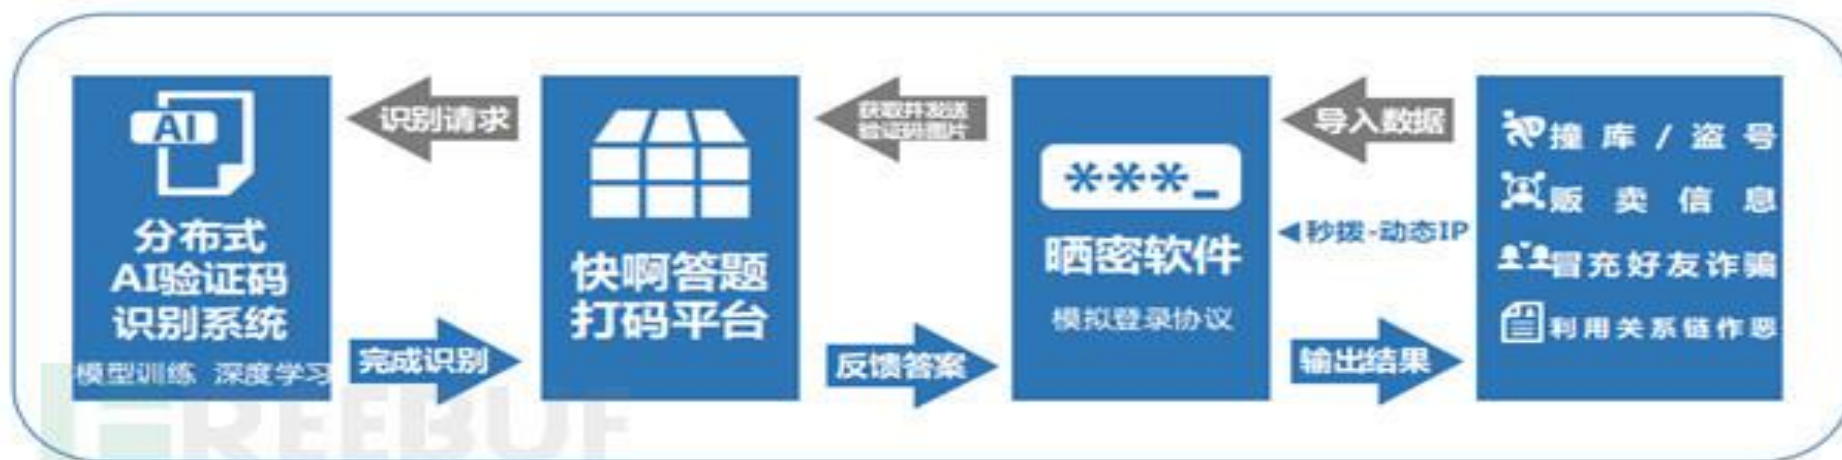 AI
分布式
AI验证码
识别系统
模型训练 深度学习
识别请求
完成识别
快啊答题
打码平台
获取并发送
验证码图片
反馈答案
***_
晒密软件
模拟登录协议
导入数据
秒拨-动态IP
输出结果
撞库/盗号
贩卖信息
冒充好友诈骗
利用关系链作恶
FREEBUF